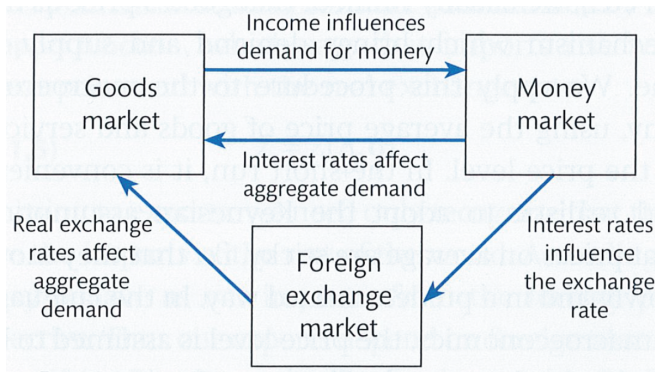 Income influences
demand for monery
Goods
market
Money
market
Interest rates affect
aggregate demand
Real exchange
rates affect
aggregate
demand
Foreign
exchange
market
Interest rates
influence
the exchange
rate